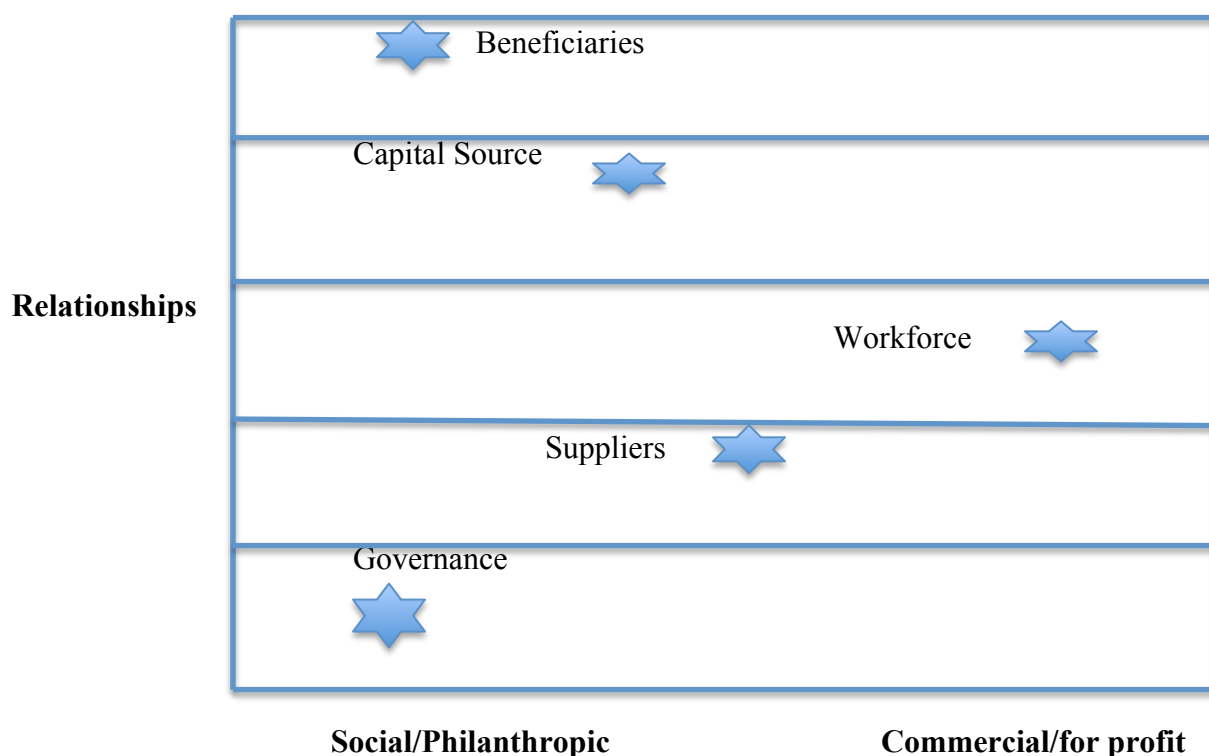 Beneficiaries
Capital Source
Relationships
Workforce
Suppliers
Governance
Social/Philanthropic
Commercial/for profit